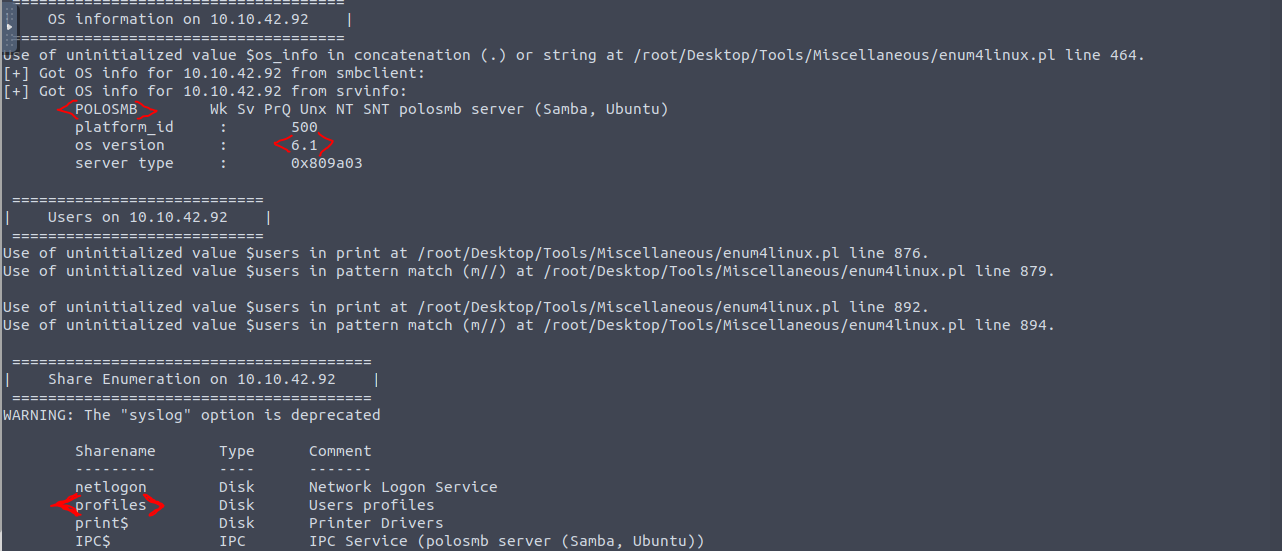 =====================================
| OS information on 10.10.42.92 |
=====================================
Use of uninitialized value $os_info in concatenation (.) or string at /root/Desktop/Tools/Miscellaneous/enum4linux.pl line 464.
[+] Got OS info for 10.10.42.92 from smbclient:
[+] Got OS info for 10.10.42.92 from srvinfo:
POLOSMB Wk Sv PrQ Unx NT SNT polosmb server (Samba, Ubuntu)
platform_id : 500
os version : 6.1
server type : 0x809a03
============================
| Users on 10.10.42.92 |
============================
Use of uninitialized value $users in print at /root/Desktop/Tools/Miscellaneous/enum4linux.pl line 876.
Use of uninitialized value $users in pattern match (m//) at /root/Desktop/Tools/Miscellaneous/enum4linux.pl line 879.
Use of uninitialized value $users in print at /root/Desktop/Tools/Miscellaneous/enum4linux.pl line 892.
Use of uninitialized value $users in pattern match (m//) at /root/Desktop/Tools/Miscellaneous/enum4linux.pl line 894.
========================================
| Share Enumeration on 10.10.42.92 |
========================================
WARNING: The "syslog" option is deprecated
Sharename Type Comment
--------- ---- -------
netlogon Disk Network Logon Service
profiles Disk Users profiles
print$ Disk Printer Drivers
IPC$ IPC IPC Service (polosmb server (Samba, Ubuntu))